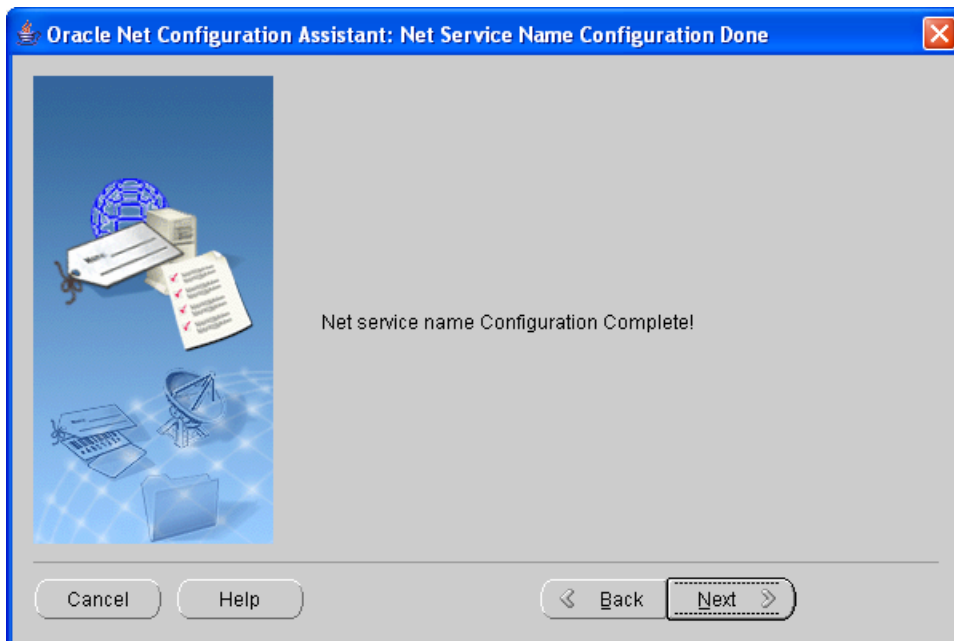 Oracle Net Configuration Assistant: Net Service Name Configuration Done
Net service name Configuration Complete!
Cancel
Help
Back
Next